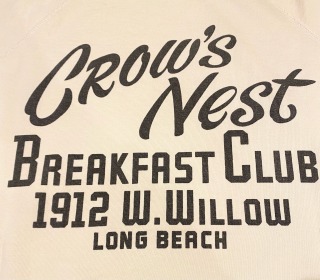 Crow's
Nest
Breakfast Club
1912 W. Willow
Long Beach